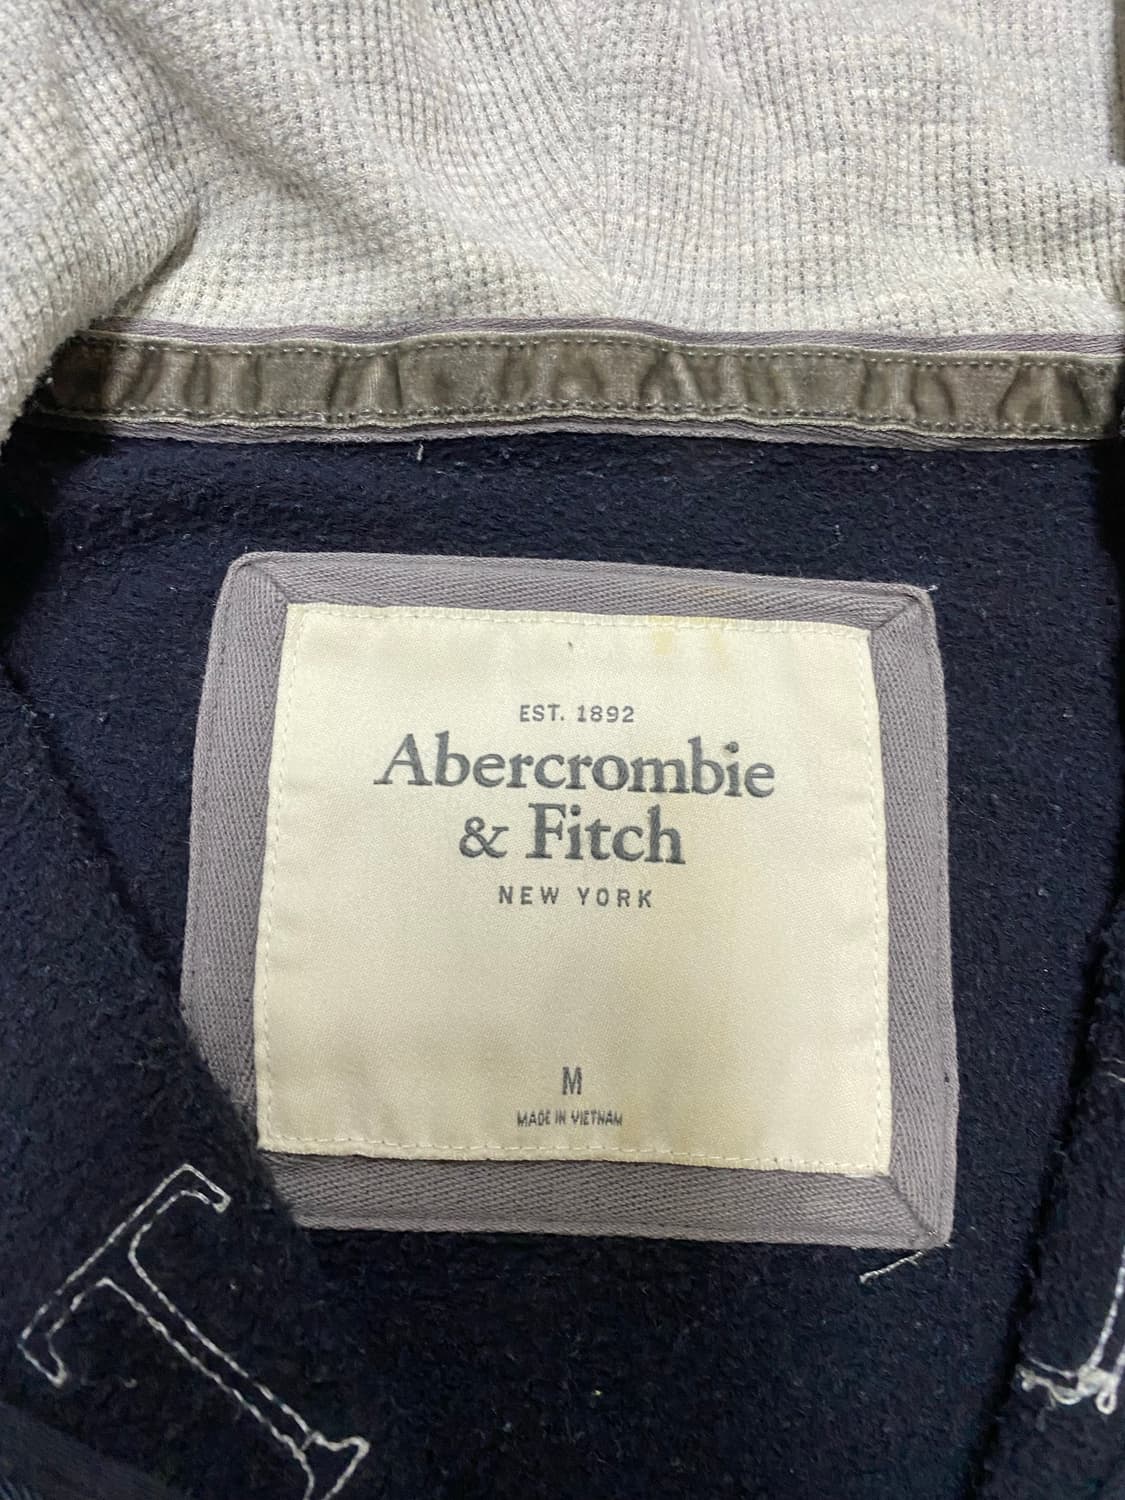 EST. 1892
Abercrombie
& Fitch
NEW YORK
M
MADE IN VIETNAM